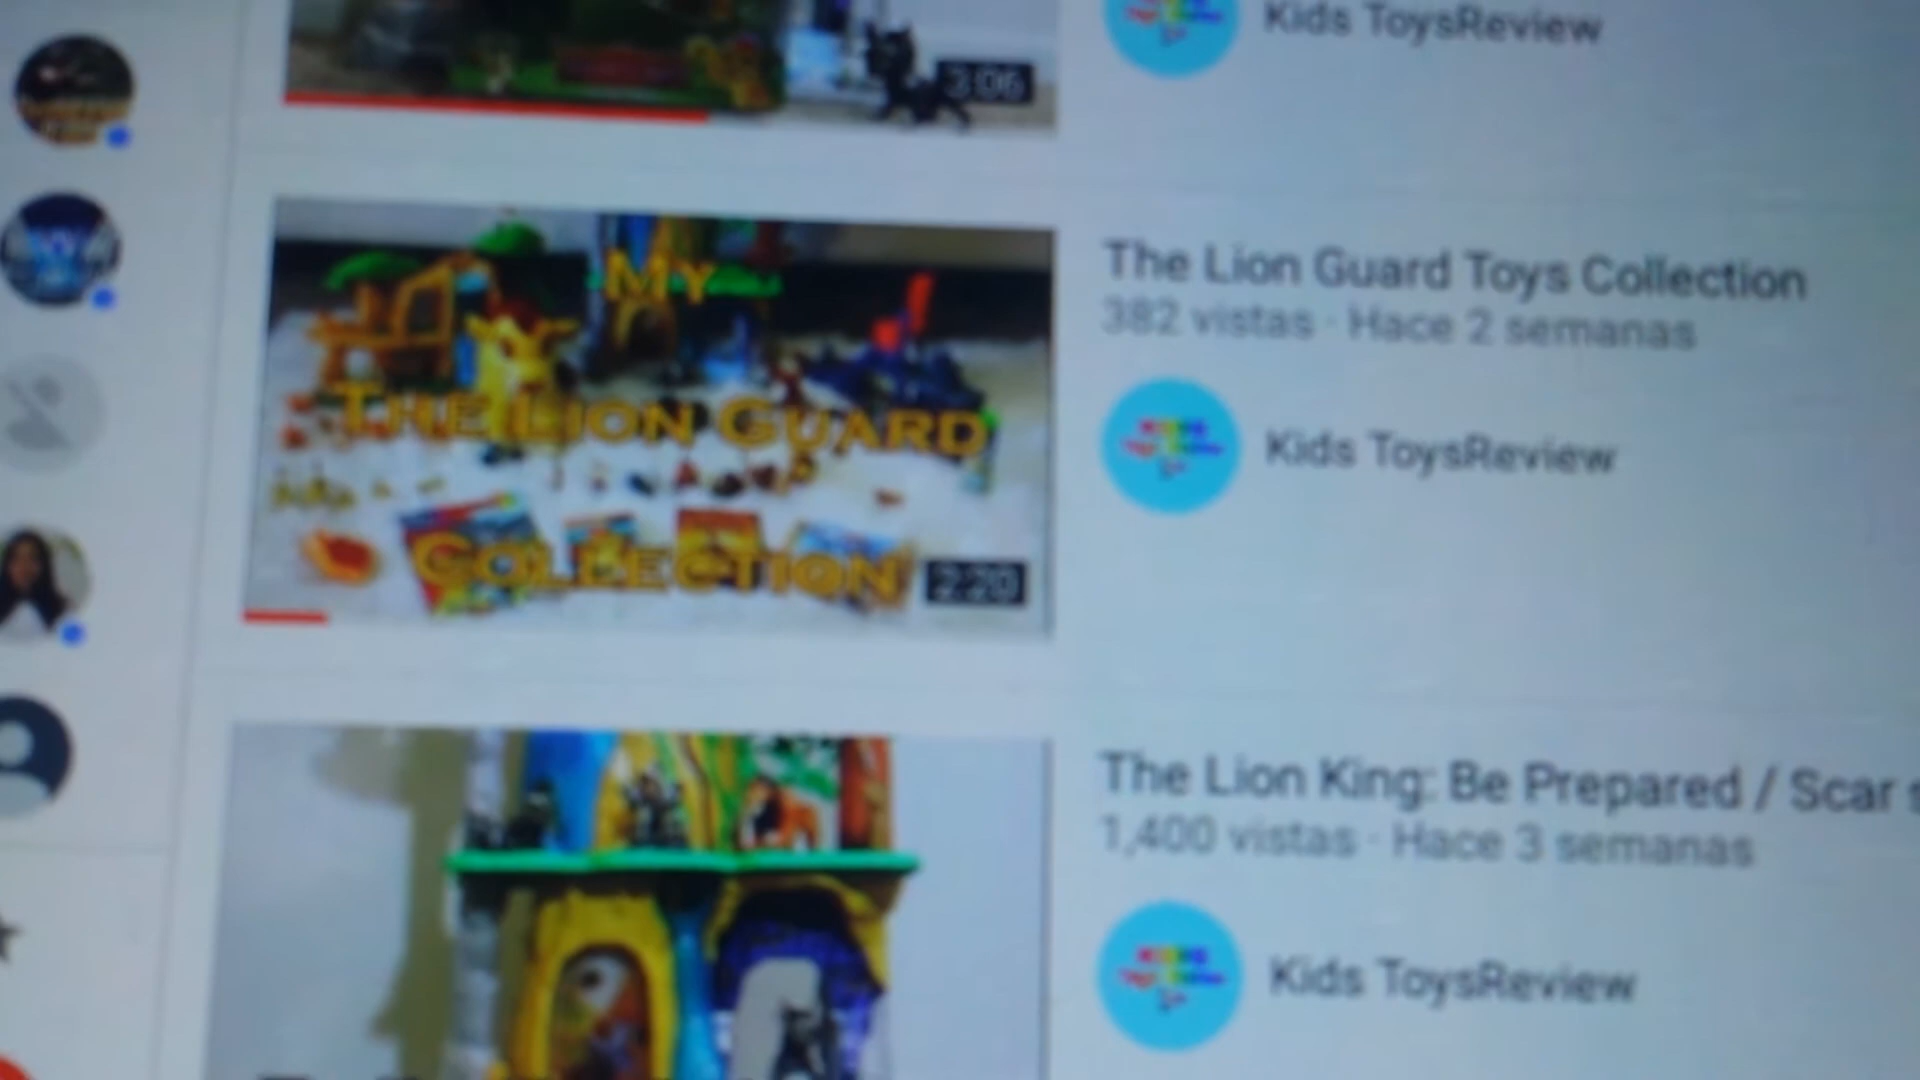 Kids ToysReview
3:06
MY
THE LION GUARD
COLLECTION
2:20
The Lion Guard Toys Collection
382 vistas · Hace 2 semanas
Kids ToysReview
The Lion King: Be Prepared / Scar s
1,400 vistas · Hace 3 semanas
Kids ToysReview